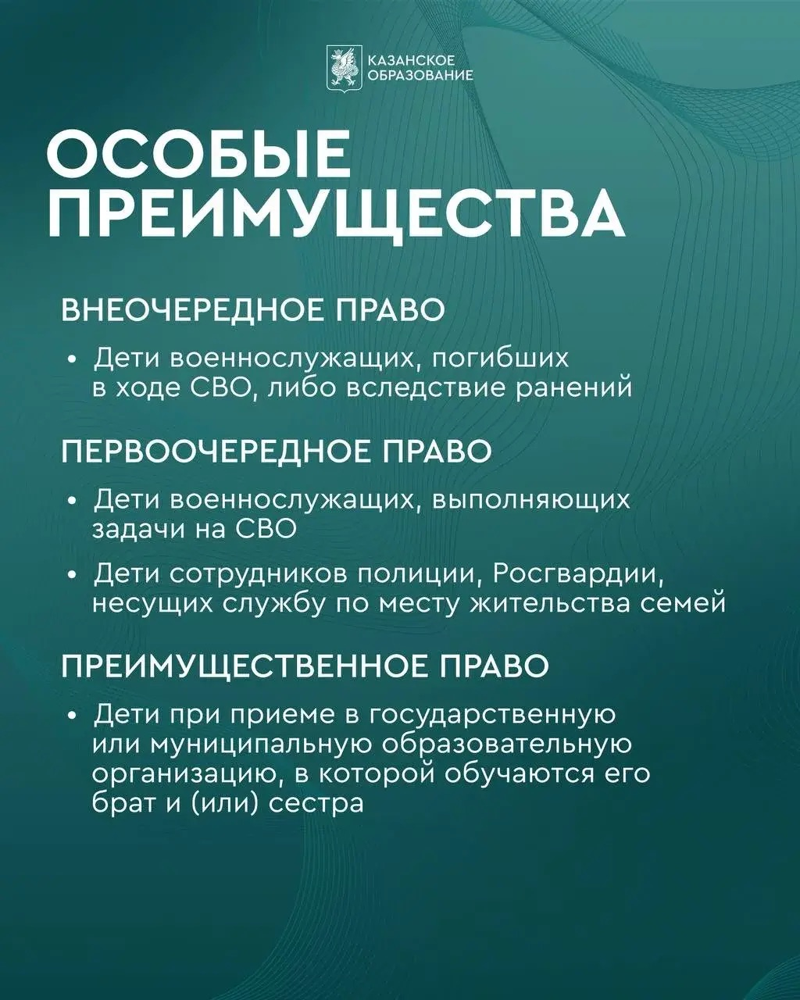 КАЗАНСКОЕ
ОБРАЗОВАНИЕ
ОСОБЫЕ
ПРЕИМУЩЕСТВА
ВНЕОЧЕРЕДНОЕ ПРАВО
• Дети военнослужащих, погибших
в ходе СВО, либо вследствие ранений
ПЕРВООЧЕРЕДНОЕ ПРАВО
• Дети военнослужащих, выполняющих
задачи на СВО
• Дети сотрудников полиции, Росгвардии,
несущих службу по месту жительства семей
ПРЕИМУЩЕСТВЕННОЕ ПРАВО
• Дети при приеме в государственную
или муниципальную образовательную
организацию, в которой обучаются его
брат и (или) сестра